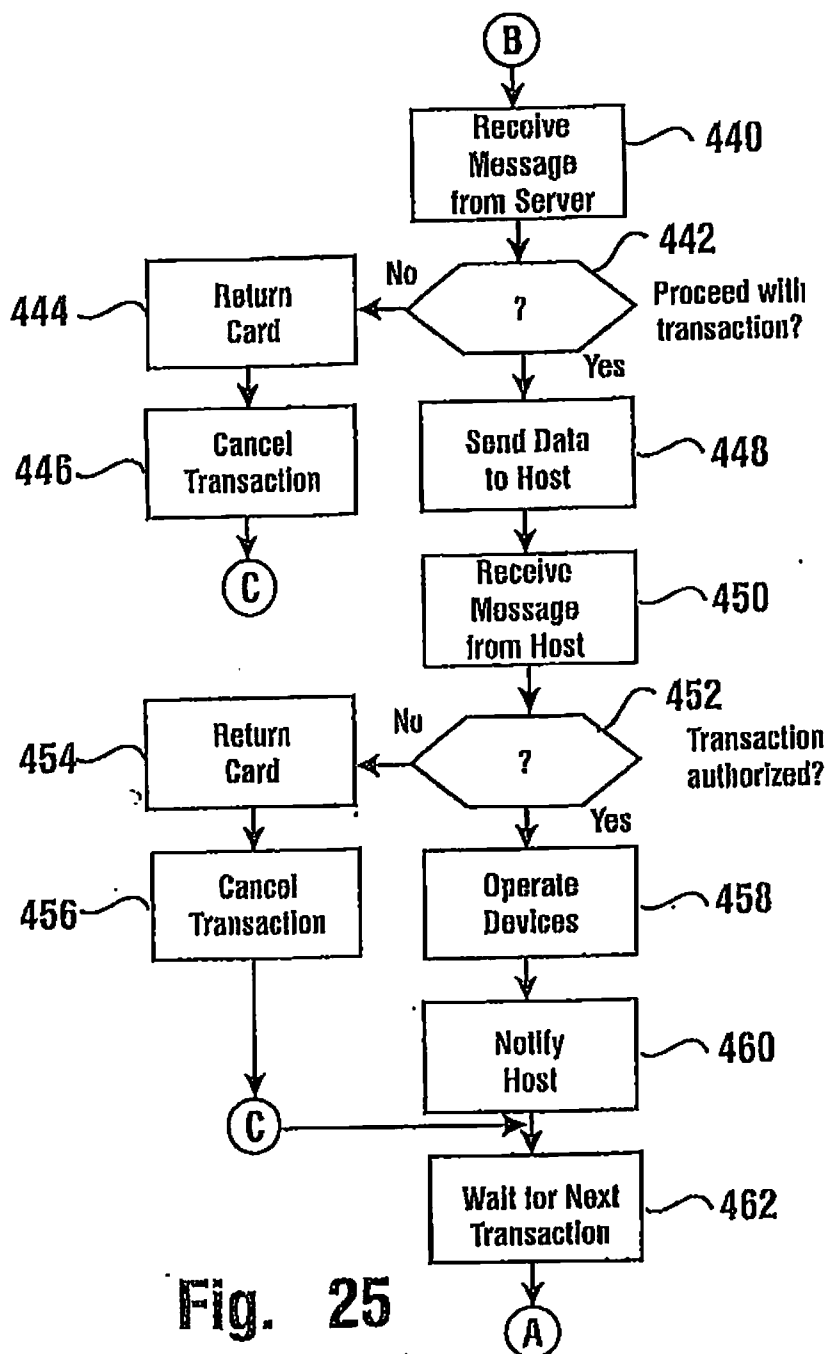 B
Receive
Message
from Server
440
442
No
?
Proceed with
transaction?
Yes
444
Return
Card
446
Cancel
Transaction
C
Send Data
to Host
448
Receive
Message
from Host
450
452
No
?
Transaction
authorized?
Yes
454
Return
Card
456
Cancel
Transaction
Operate
Devices
458
Notify
Host
460
C
Wait for Next
Transaction
462
Fig. 25
A